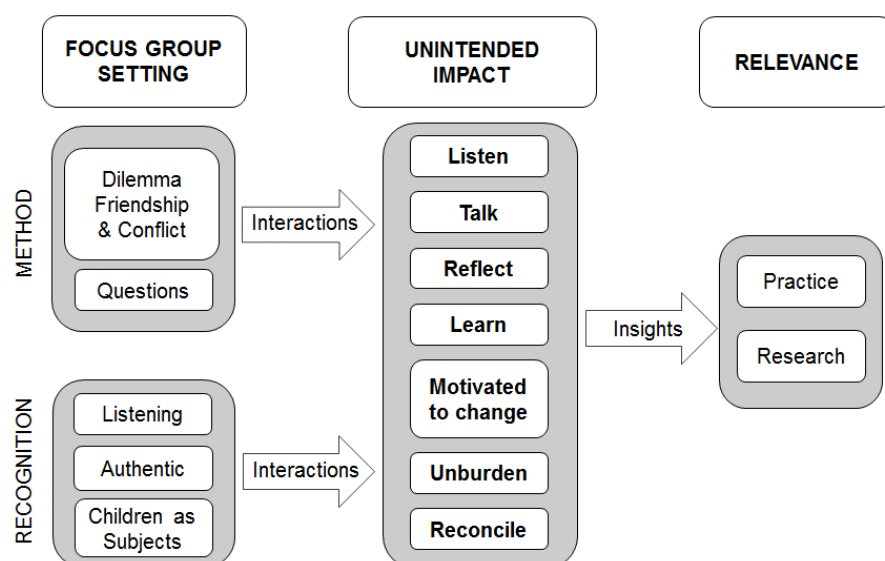 FOCUS GROUP
SETTING
UNINTENDED
IMPACT
RELEVANCE
METHOD
Dilemma
Friendship
& Conflict
Questions
Interactions
RECOGNITION
Listening
Authentic
Children as
Subjects
Interactions
Listen
Talk
Reflect
Learn
Motivated
to change
Unburden
Reconcile
Insights
Practice
Research